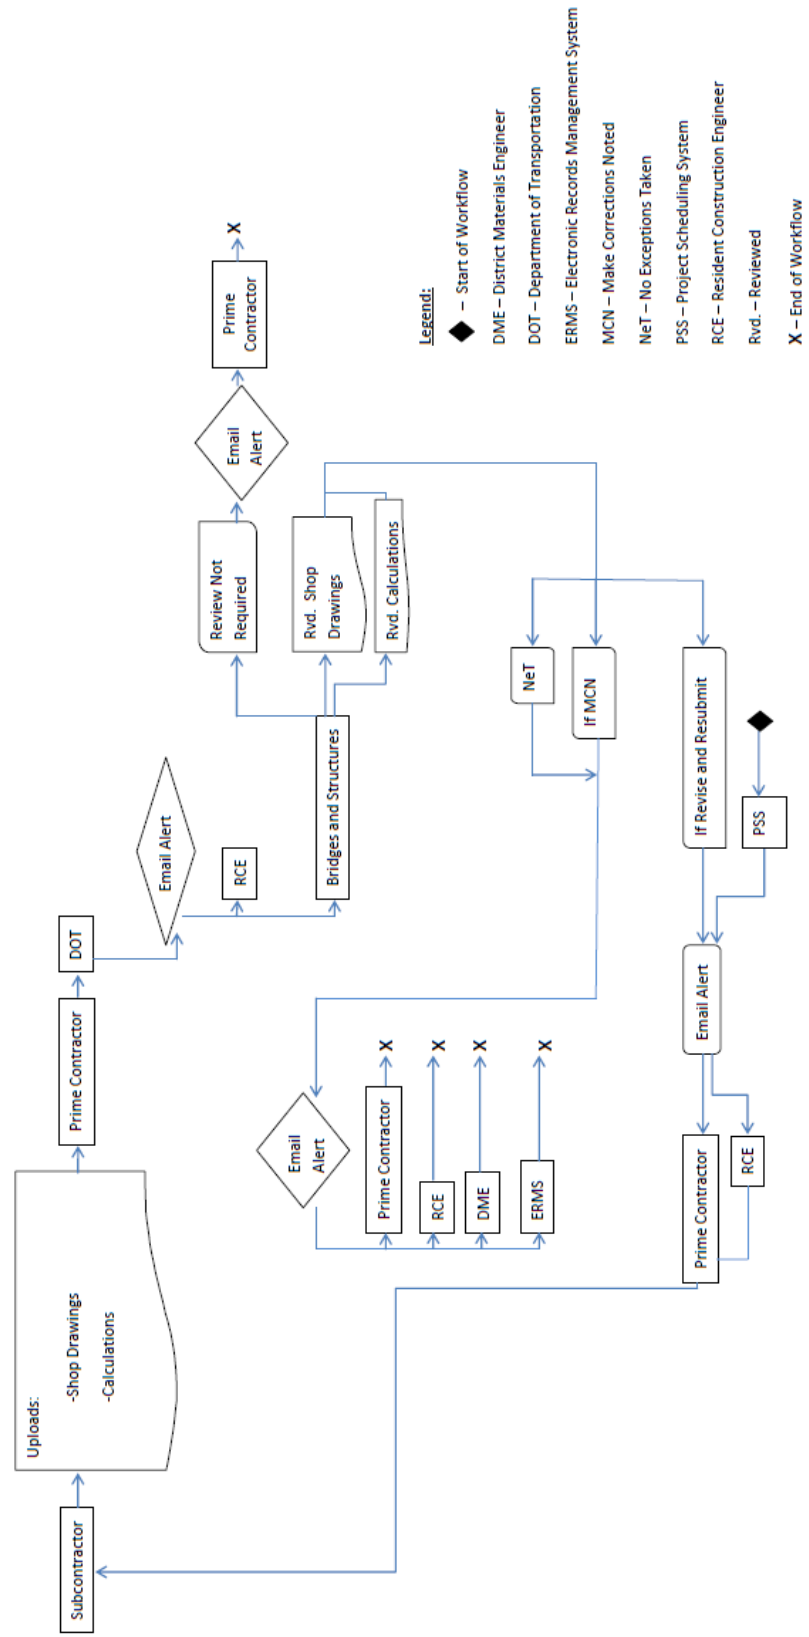 Subcontractor
Uploads:
-Shop Drawings
-Calculations
Prime Contractor
DOT
Email Alert
RCE
Bridges and Structures
Review Not
Required
Email
Alert
Prime
Contractor
X
Rvd. Shop
Drawings
Rvd. Calculations
NeT
If MCN
If Revise and Resubmit
PSS
Email Alert
Prime Contractor
RCE
Email
Alert
Prime Contractor
X
RCE
X
DME
X
ERMS
X
Legend:
– Start of Workflow
DME – District Materials Engineer
DOT – Department of Transportation
ERMS – Electronic Records Management System
MCN – Make Corrections Noted
NeT – No Exceptions Taken
PSS – Project Scheduling System
RCE – Resident Construction Engineer
Rvd. – Reviewed
X – End of Workflow